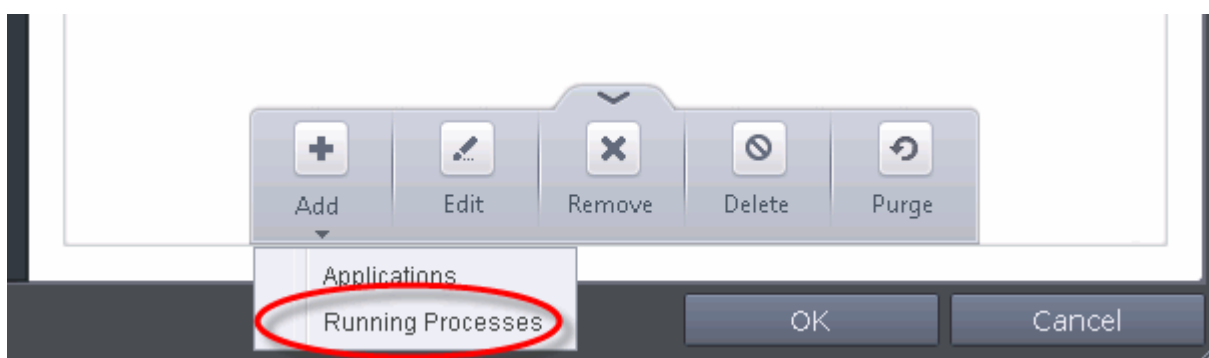 Add Edit Remove Delete Purge
Applications
Running Processes
OK Cancel